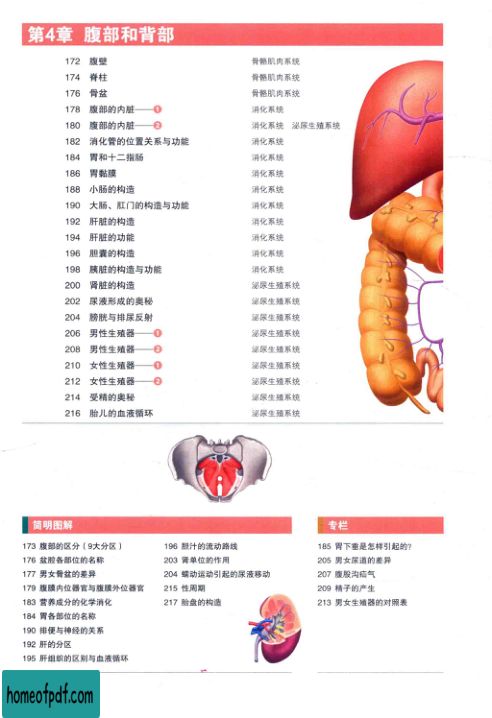 第4章 腹部和背部
172 腹壁 骨骼肌肉系统
174 脊柱 骨骼肌肉系统
176 骨盆 骨骼肌肉系统
178 腹部的内脏——❶ 消化系统
180 腹部的内脏——❷ 消化系统 泌尿生殖系统
182 消化管的位置关系与功能 消化系统
184 胃和十二指肠 消化系统
186 胃黏膜 消化系统
188 小肠的构造 消化系统
190 大肠、肛门的构造与功能 消化系统
192 肝脏的构造 消化系统
194 肝脏的功能 消化系统
196 胆囊的构造 消化系统
198 胰脏的构造与功能 消化系统
200 肾脏的构造 泌尿生殖系统
202 尿液形成的奥秘 泌尿生殖系统
204 膀胱与排尿反射 泌尿生殖系统
206 男性生殖器——❶ 泌尿生殖系统
208 男性生殖器——❷ 泌尿生殖系统
210 女性生殖器——❶ 泌尿生殖系统
212 女性生殖器——❷ 泌尿生殖系统
214 受精的奥秘 泌尿生殖系统
216 胎儿的血液循环 泌尿生殖系统
简明图解
173 腹部的区分（9大分区）
176 盆腔各部位的名称
177 男女骨盆的差异
179 腹膜内位器官与腹膜外位器官
183 营养成分的化学消化
184 胃各部位的名称
190 排便与神经的关系
192 肝的分区
195 肝组织的区别与血液循环
196 胆汁的流动路线
203 肾单位的作用
204 蠕动运动引起的尿液移动
215 性周期
217 胎盘的构造
专栏
185 胃下垂是怎样引起的?
205 男女尿道的差异
207 腹股沟疝气
209 精子的产生
213 男女生殖器的对照表
homeofpdf.com